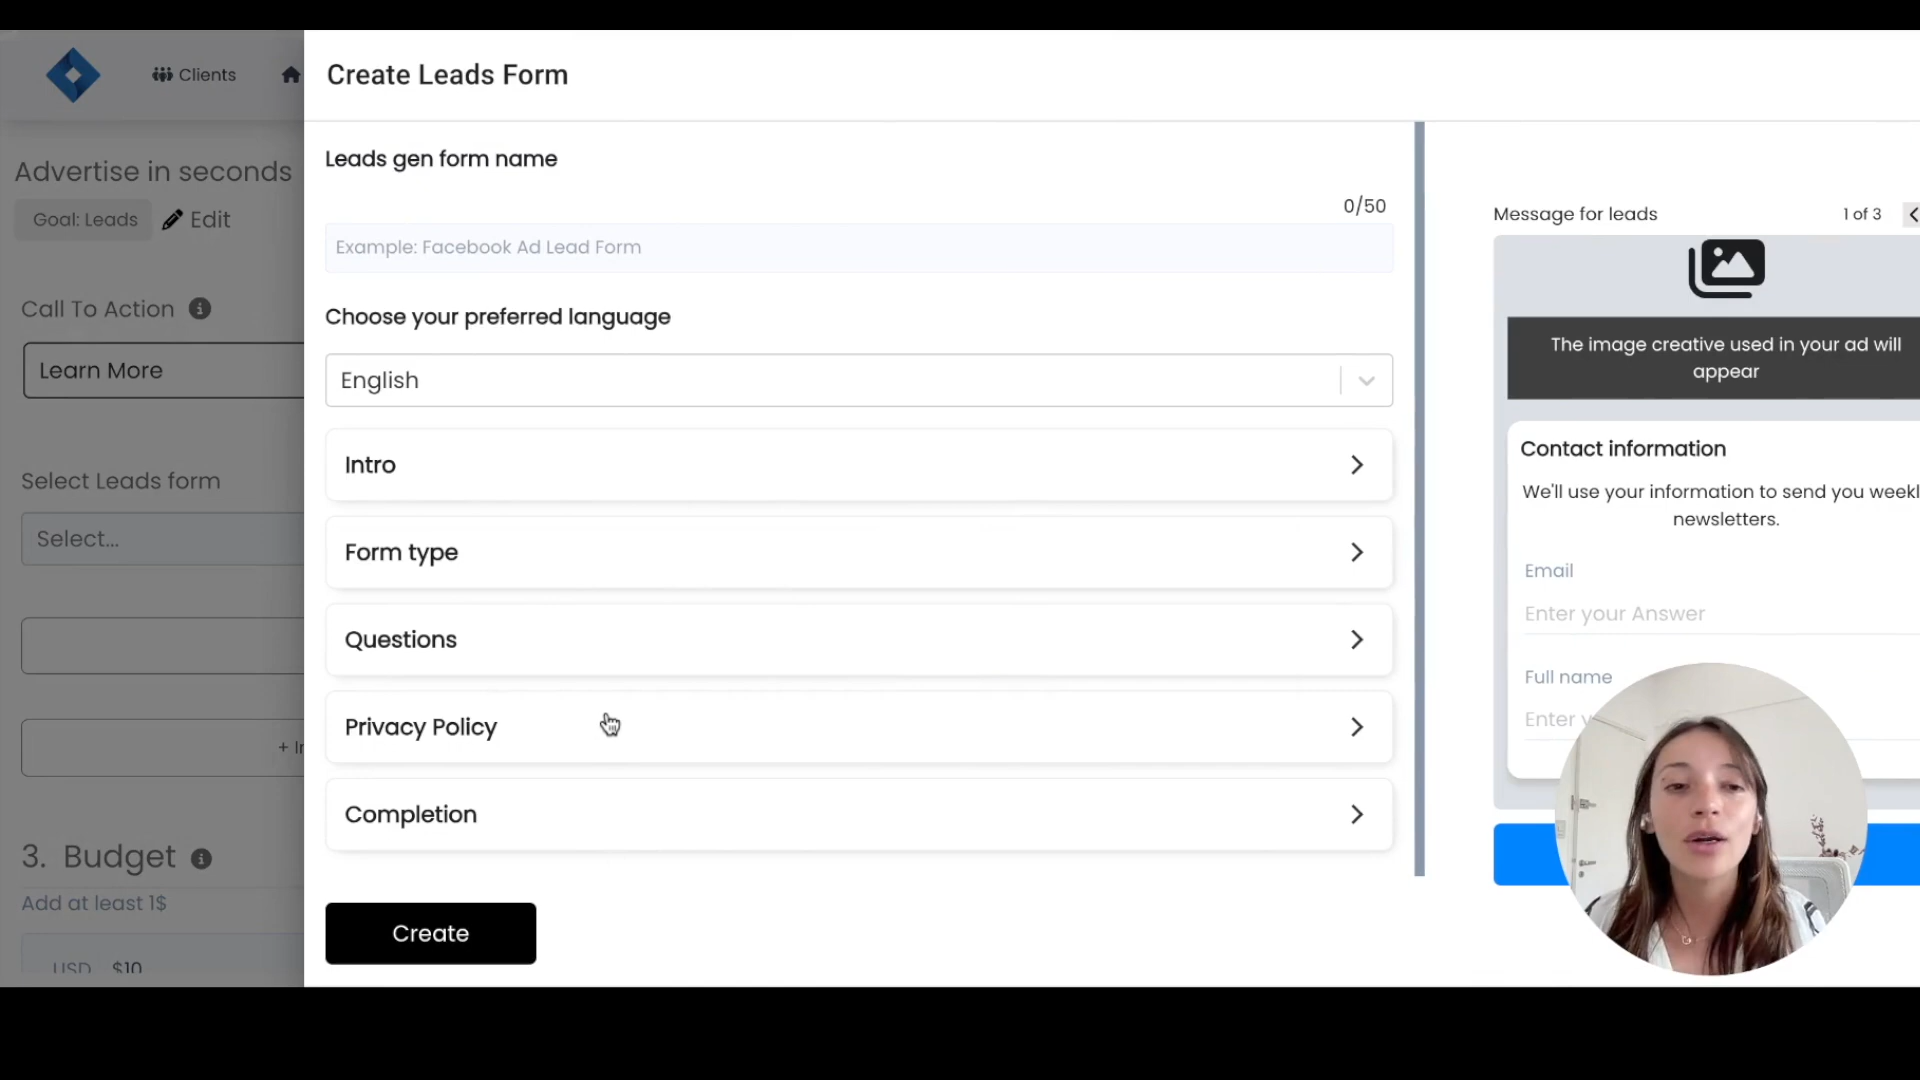 Clients
Create Leads Form
Advertise in seconds
Goal: Leads
Edit
Call To Action
Learn More
Select Leads form
Select...
3. Budget
Add at least 1$
USD $10
Leads gen form name
0/50
Example: Facebook Ad Lead Form
Choose your preferred language
English
Intro
Form type
Questions
Privacy Policy
Completion
Create
Message for leads
1 of 3
The image creative used in your ad will
appear
Contact information
We'll use your information to send you
newsletters.
Email
Enter your Answer
Full name
Enter